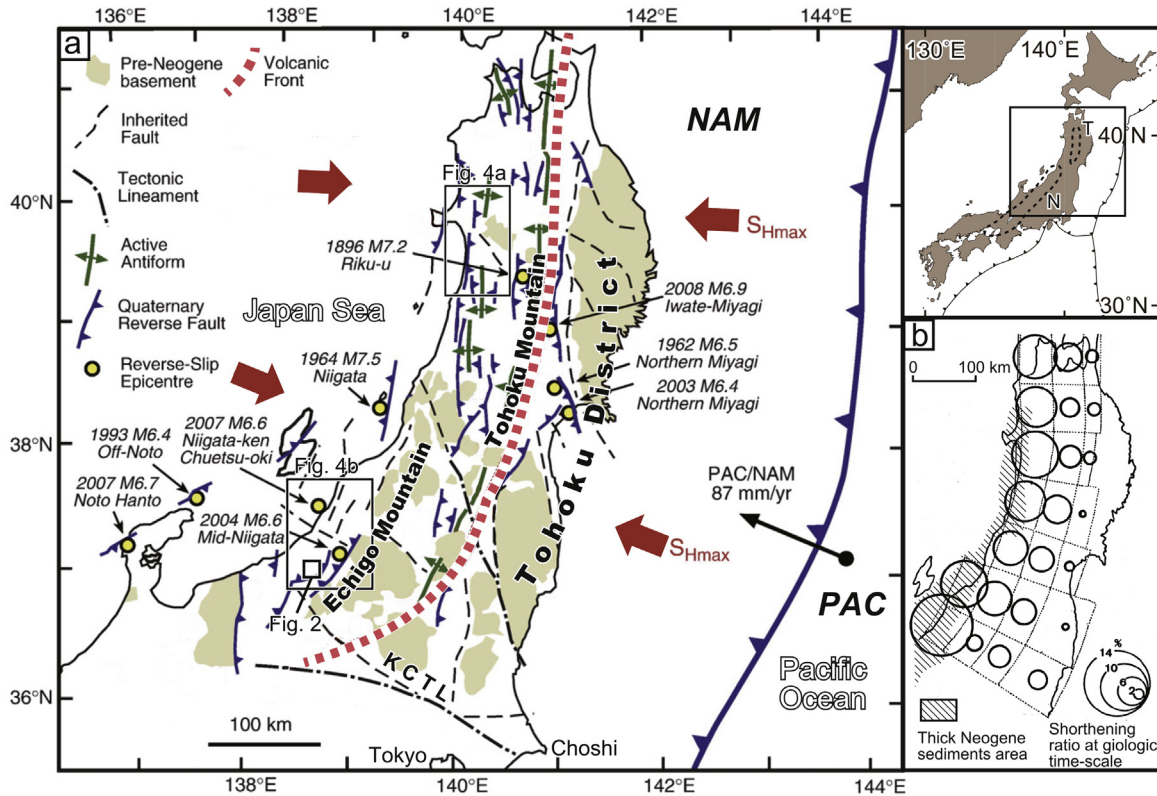 136°E
138°E
140°E
142°E
144°E
a
Pre-Neogene
basement
Volcanic
Front
Inherited
Fault
Tectonic
Lineament
Active
Antiform
Quaternary
Reverse Fault
Reverse-Slip
Epicentre
40°N
38°N
36°N
NAM
Fig. 4a
SHmax
1896 M7.2
Riku-u
Japan Sea
2008 M6.9
Iwate-Miyagi
1964 M7.5
Niigata
1962 M6.5
Northern Miyagi
2003 M6.4
Northern Miyagi
Tohoku Mountain
Tohoku District
1993 M6.4
Off-Noto
2007 M6.6
Niigata-ken
Chuetsu-oki
Fig. 4b
2007 M6.7
Noto Hanto
2004 M6.6
Mid-Niigata
Echigo Mountain
PAC/NAM
87 mm/yr
SHmax
PAC
Fig. 2
Pacific
Ocean
KCTL
100 km
Tokyo
Choshi
138°E
140°E
142°E
144°E
130°E
140°E
T
40°N
N
30°N
b
0
100 km
14 %
10
6
2
Thick Neogene
sediments area
Shortening
ratio at giologic
time-scale